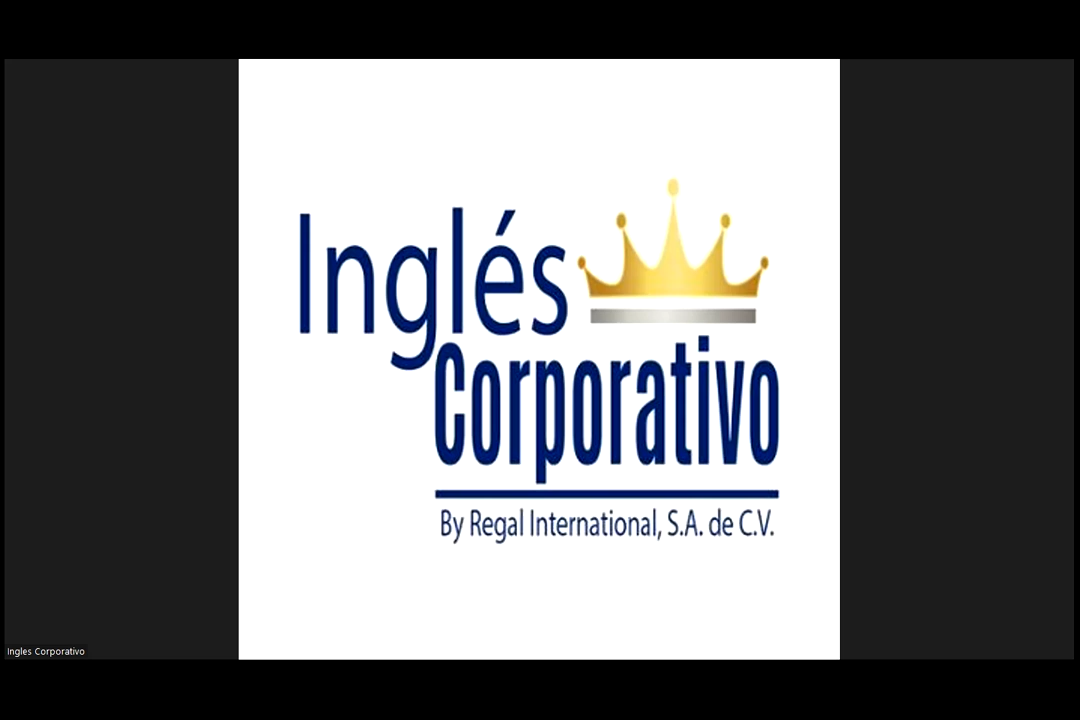 Inglés
Corporativo
By Regal International, S.A. de C.V.
Ingles Corporativo